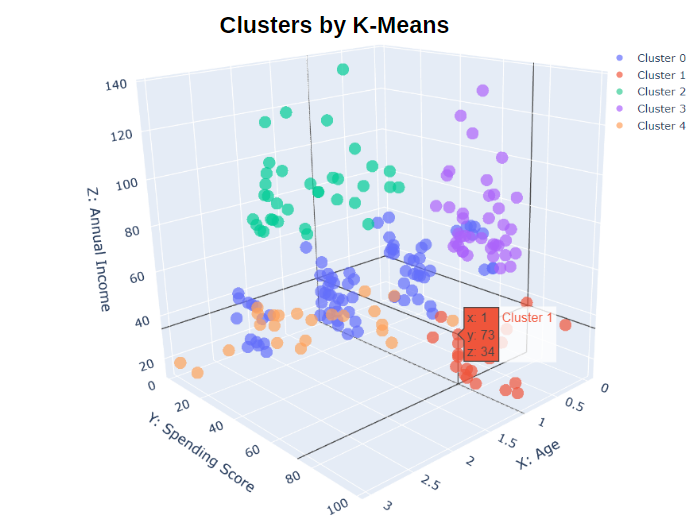 Clusters by K-Means
Cluster 0
Cluster 1
Cluster 2
Cluster 3
Cluster 4
140
120
100
80
60
40
20
Z: Annual Income
0
20
40
60
80
100
Y: Spending Score
3
2.5
2
1.5
1
0.5
0
X: Age
x: 1
y: 73
z: 34
Cluster 1